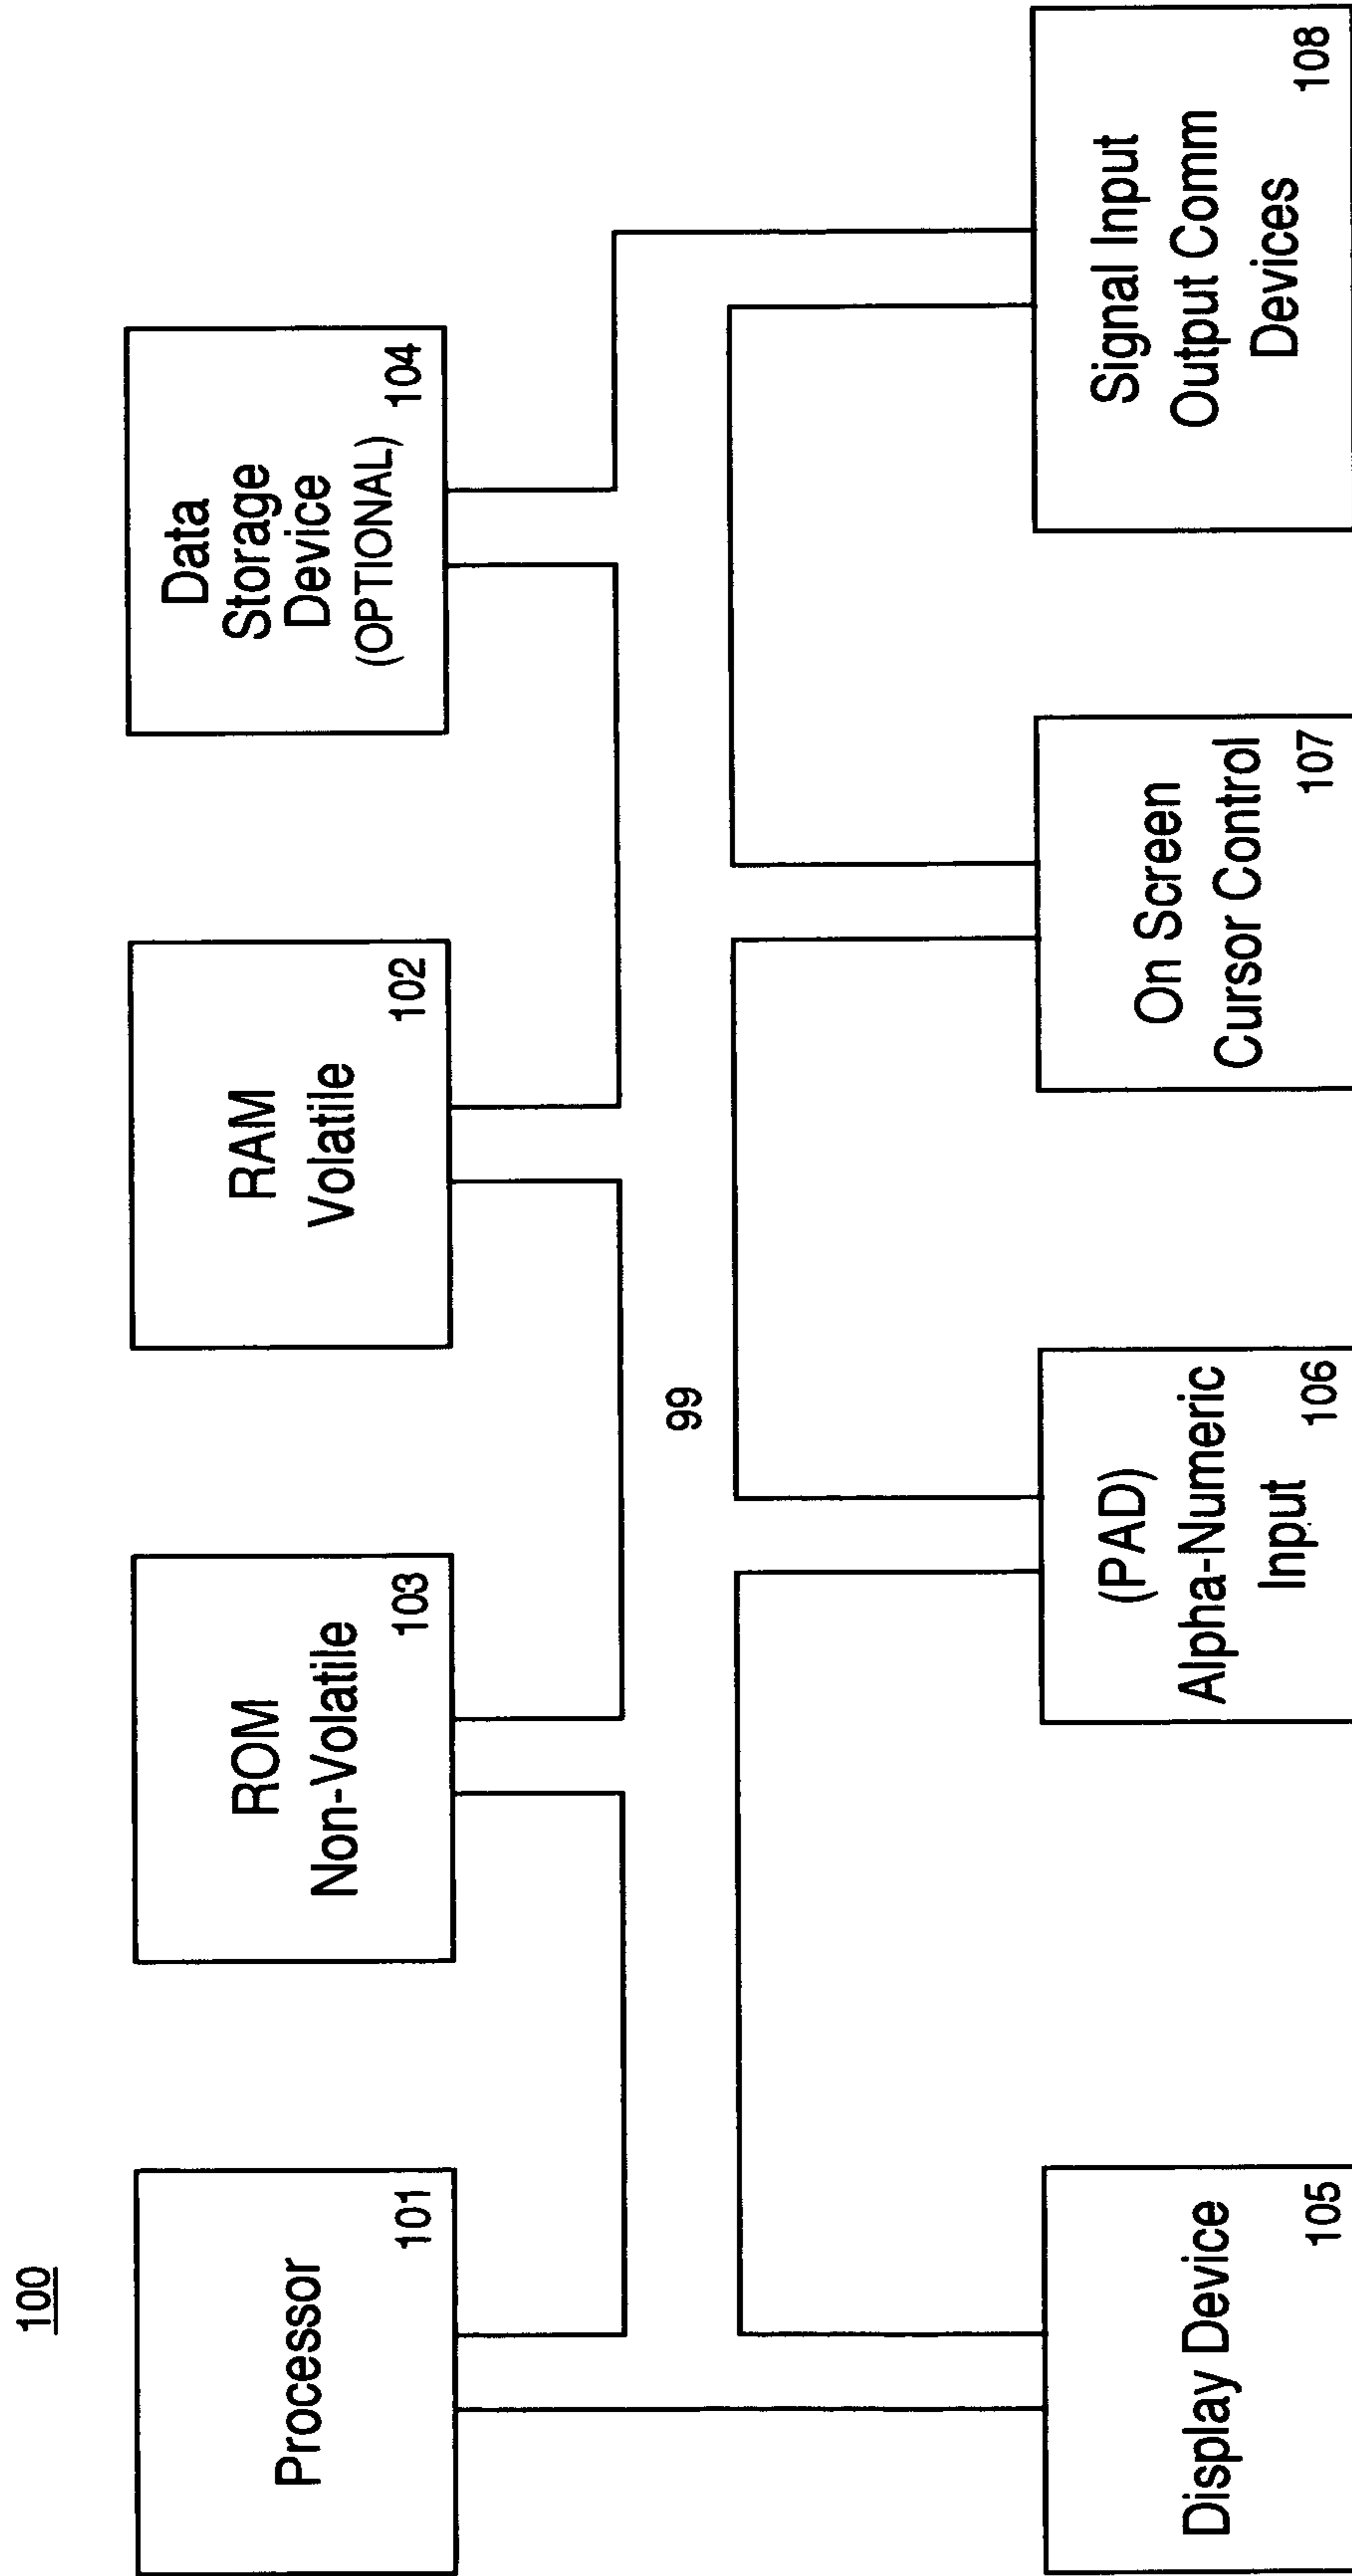 100
Processor
101
ROM
Non-Volatile
103
RAM
Volatile
102
Data
Storage
Device
(OPTIONAL)
104
99
Display Device
105
(PAD)
Alpha-Numeric
Input
106
On Screen
Cursor Control
107
Signal Input
Output Comm
Devices
108